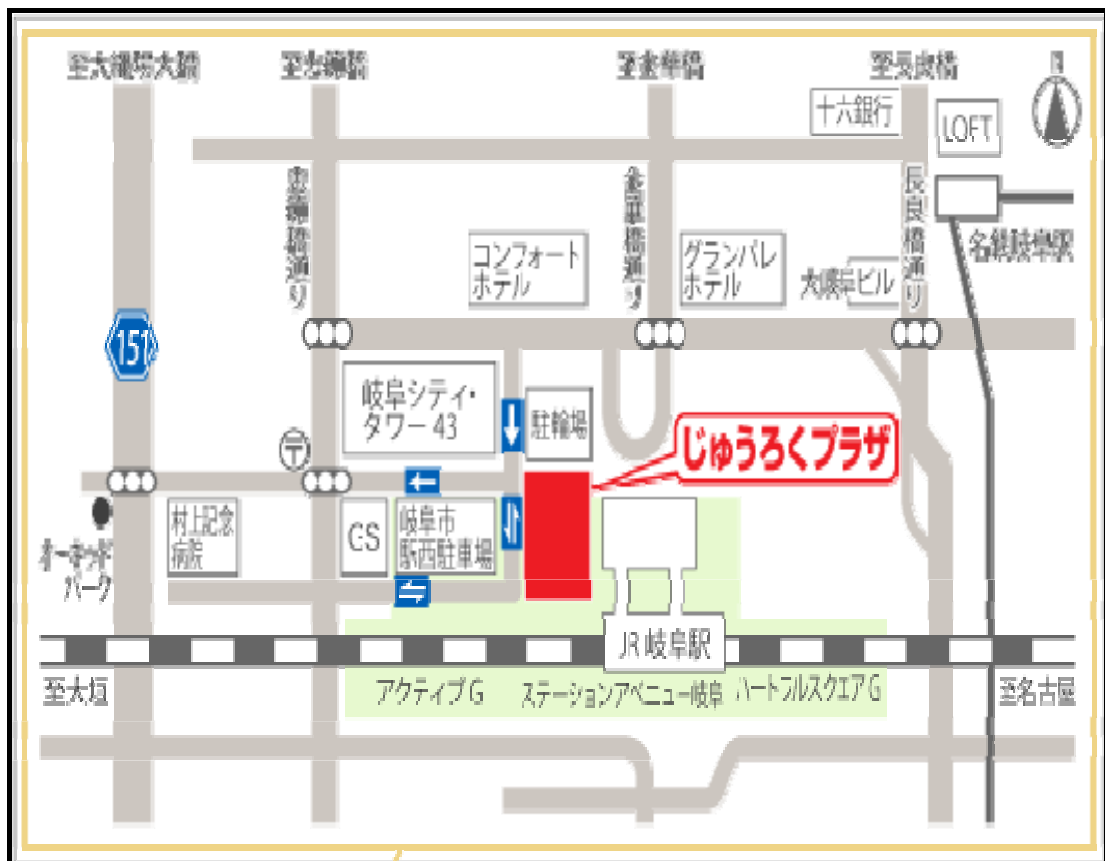 至忠節橋
至金華橋
至長良橋
N
十六銀行
LOFT
忠節橋通り
金華橋通り
長良橋通り
名鉄岐阜駅
コンフォート
ホテル
グランパレ
ホテル
大岐阜ビル
151
岐阜シティ・
タワー43
駐輪場
じゅうろくプラザ
〒
村上記念
病院
GS
岐阜市
駅西駐車場
オーキッド
パーク
JR岐阜駅
至大垣
アクティブG
ステーションアベニュー岐阜
ハートフルスクエアG
至名古屋